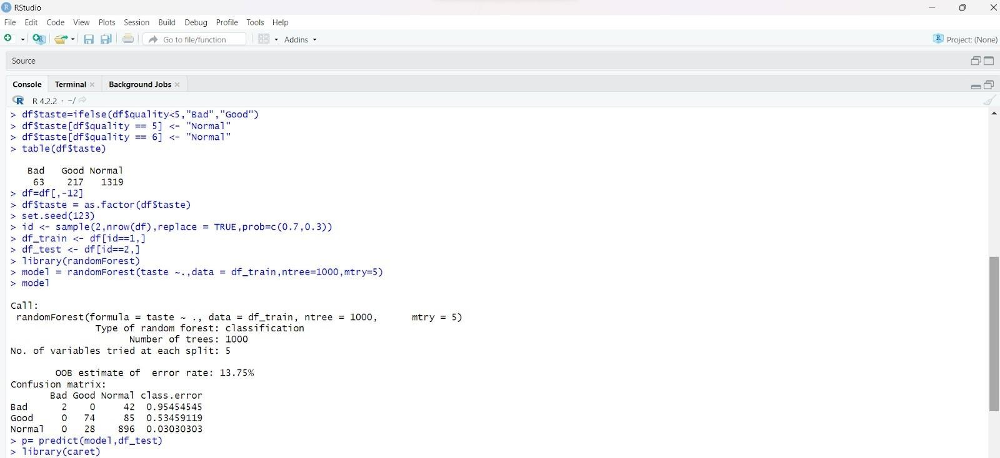 RStudio
File Edit Code View Plots Session Build Debug Profile Tools Help
Go to file/function Addins Project: (None)
Source
Console Terminal Background Jobs
R 4.2.2 · ~/
> df$taste=ifelse(df$quality<5,"Bad","Good")
> df$taste[df$quality == 5] <- "Normal"
> df$taste[df$quality == 6] <- "Normal"
> table(df$taste)
Bad Good Normal
63 217 1319
> df=df[,-12]
> df$taste = as.factor(df$taste)
> set.seed(123)
> id <- sample(2,nrow(df),replace = TRUE,prob=c(0.7,0.3))
> df_train <- df[id==1,]
> df_test <- df[id==2,]
> library(randomForest)
> model = randomForest(taste ~.,data = df_train,ntree=1000,mtry=5)
> model
Call:
randomForest(formula = taste ~ ., data = df_train, ntree = 1000, mtry = 5)
Type of random forest: classification
Number of trees: 1000
No. of variables tried at each split: 5
OOB estimate of error rate: 13.75%
Confusion matrix:
Bad Good Normal class.error
Bad 2 0 42 0.95454545
Good 0 74 85 0.53459119
Normal 0 28 896 0.03030303
> p= predict(model,df_test)
> library(caret)